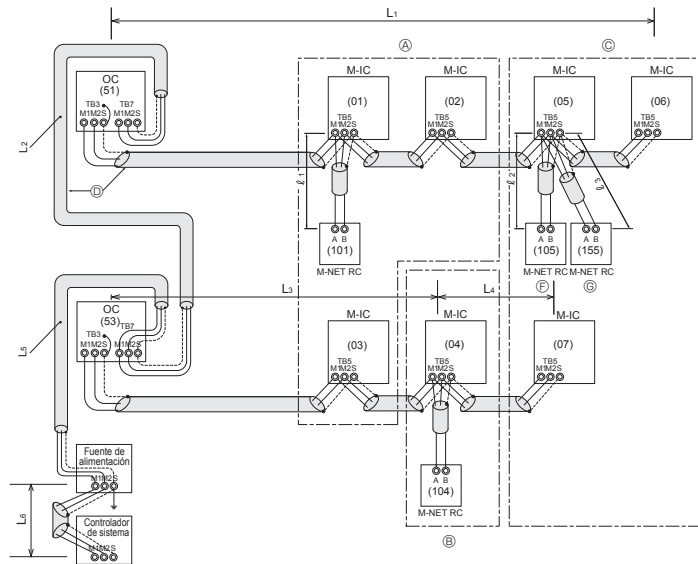 L1
Ⓐ
Ⓒ
OC
(51)
TB3 TB7
M1M2S M1M2S
M-IC
(01)
TB5
M1M2S
M-IC
(02)
TB5
M1M2S
M-IC
(05)
TB5
M1M2S
M-IC
(06)
TB5
M1M2S
L2
Ⓓ
ℓ1
A B
(101)
M-NET RC
ℓ2
A B
(105)
M-NET RC
Ⓕ
ℓ3
A B
(155)
M-NET RC
Ⓖ
L3
L4
OC
(53)
TB3 TB7
M1M2S M1M2S
M-IC
(03)
TB5
M1M2S
M-IC
(04)
TB5
M1M2S
M-IC
(07)
TB5
M1M2S
L5
A B
(104)
M-NET RC
Ⓑ
Fuente de
alimentación
M1M2S
L6
Controlador
de sistema
M1M2S